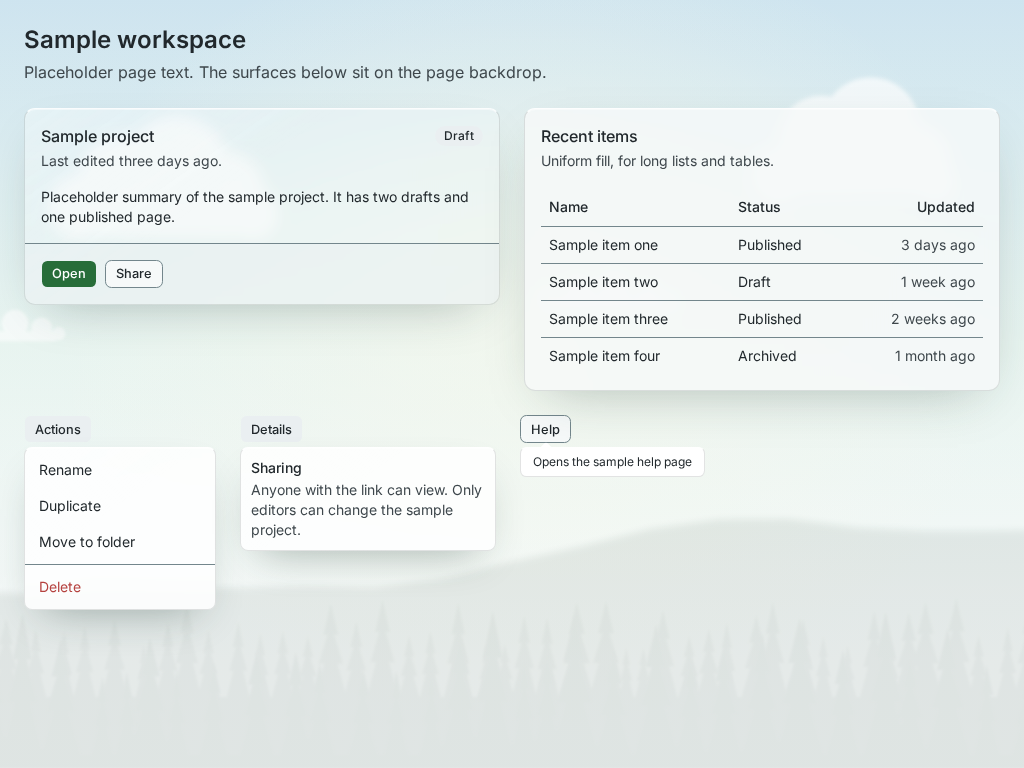 Sample workspace
Placeholder page text. The surfaces below sit on the page backdrop.
Sample project
Draft
Last edited three days ago.
Placeholder summary of the sample project. It has two drafts and
one published page.
Open Share
Recent items
Uniform fill, for long lists and tables.
Name Status Updated
Sample item one Published 3 days ago
Sample item two Draft 1 week ago
Sample item three Published 2 weeks ago
Sample item four Archived 1 month ago
Actions
Rename
Duplicate
Move to folder
Delete
Details
Sharing
Anyone with the link can view. Only
editors can change the sample
project.
Help
Opens the sample help page